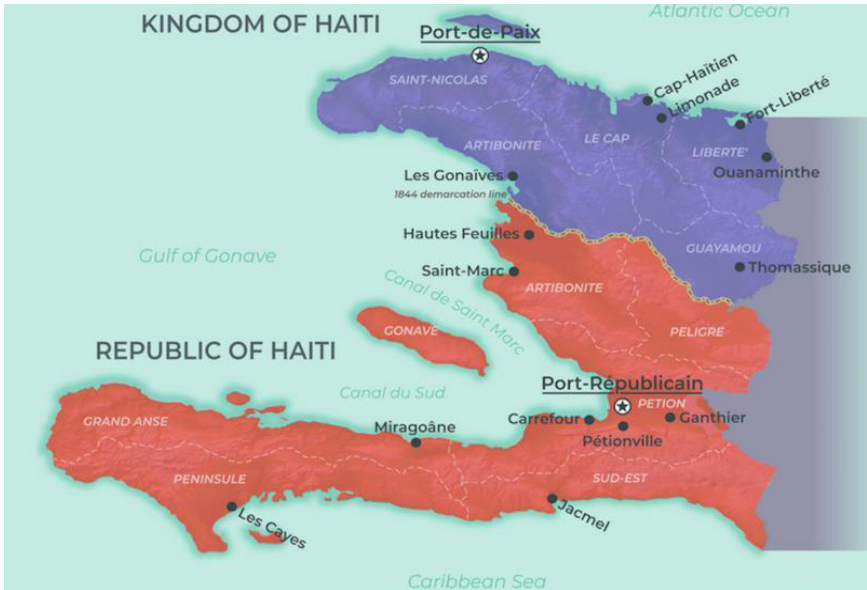 Atlantic Ocean
KINGDOM OF HAITI
Port-de-Paix
SAINT-NICOLAS
Cap-Haïtien
Limonade
Fort-Liberté
LE CAP
ARTIBONITE
LIBERTE'
Ouanaminthe
Les Gonaïves
1844 demarcation line
Hautes Feuilles
GUAYAMOU
Gulf of Gonave
Thomassique
Saint-Marc
ARTIBONITE
Canal de Saint Marc
GONAVE
PELIGRE
REPUBLIC OF HAITI
Port-Républicain
Canal du Sud
PETION
GRAND ANSE
Miragoâne
Carrefour
Ganthier
Pétionville
PENINSULE
SUD-EST
Les Cayes
Jacmel
Caribbean Sea